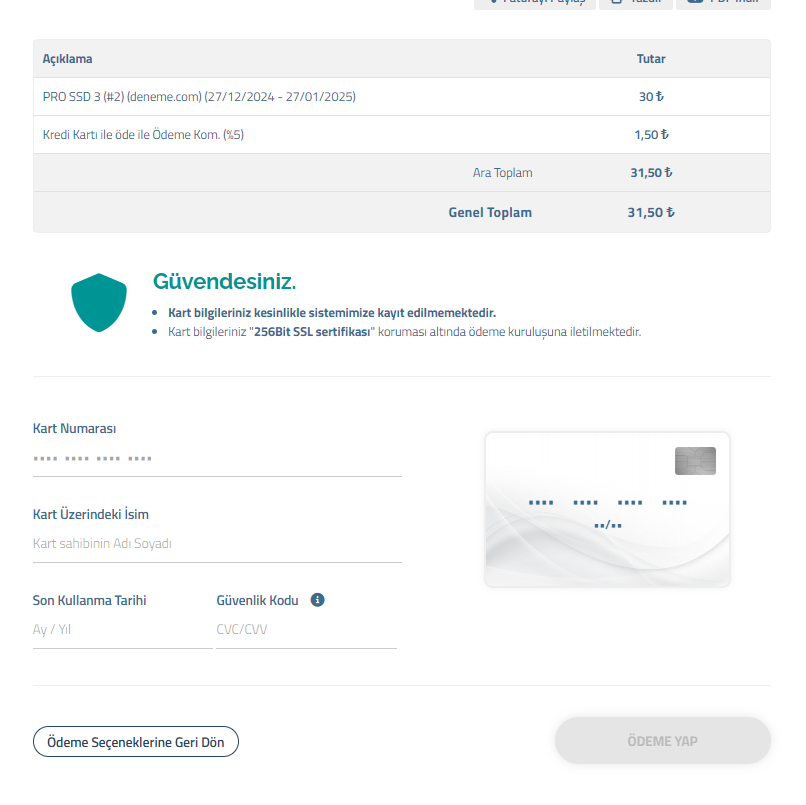 Açıklama Tutar
PRO SSD 3 (#2) (deneme.com) (27/12/2024 - 27/01/2025) 30 ₺
Kredi Kartı ile öde ile Ödeme Kom. (%5) 1,50 ₺
Ara Toplam 31,50 ₺
Genel Toplam 31,50 ₺
Güvendesiniz.
Kart bilgileriniz kesinlikle sistemimize kayıt edilmemektedir.
Kart bilgileriniz "256Bit SSL sertifikası" koruması altında ödeme kuruluşuna iletilmektedir.
Kart Numarası
•••• •••• •••• ••••
•••• •••• •••• ••••
••/••
Kart Üzerindeki İsim
Kart sahibinin Adı Soyadı
Son Kullanma Tarihi Güvenlik Kodu
Ay / Yıl CVC/CVV
Ödeme Seçeneklerine Geri Dön ÖDEME YAP